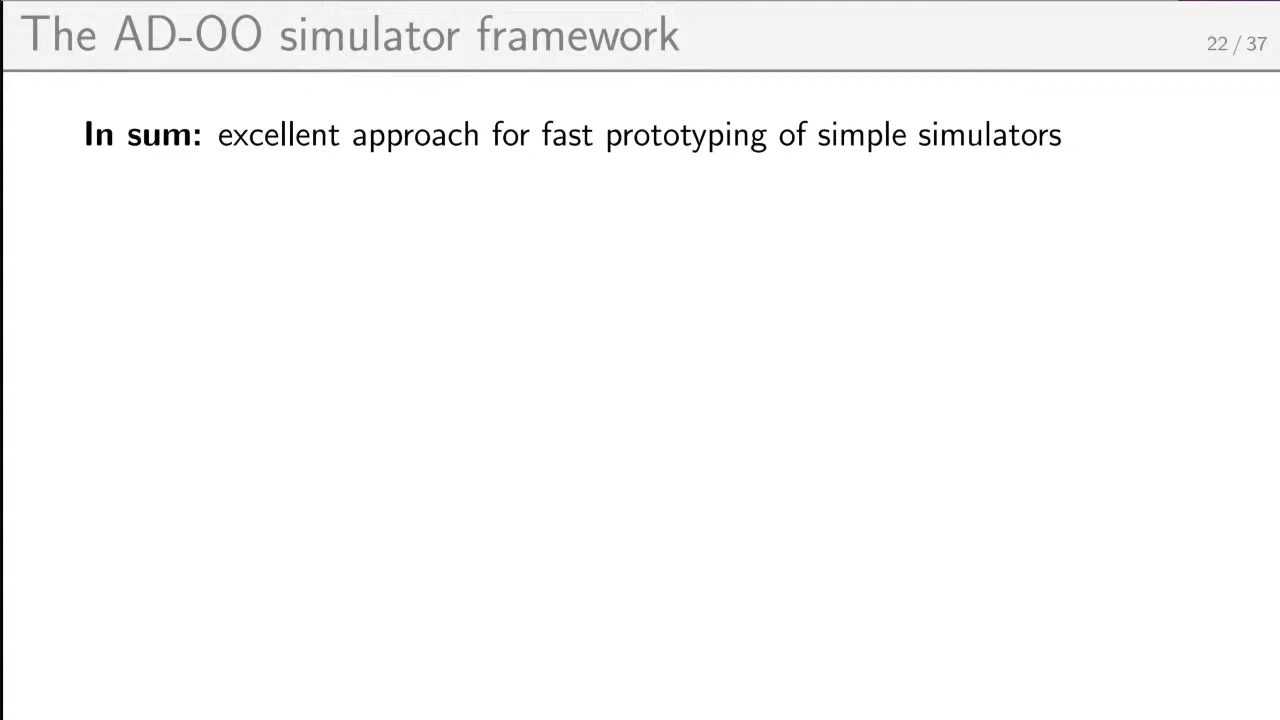 The AD-OO simulator framework
22 / 37
In sum: excellent approach for fast prototyping of simple simulators